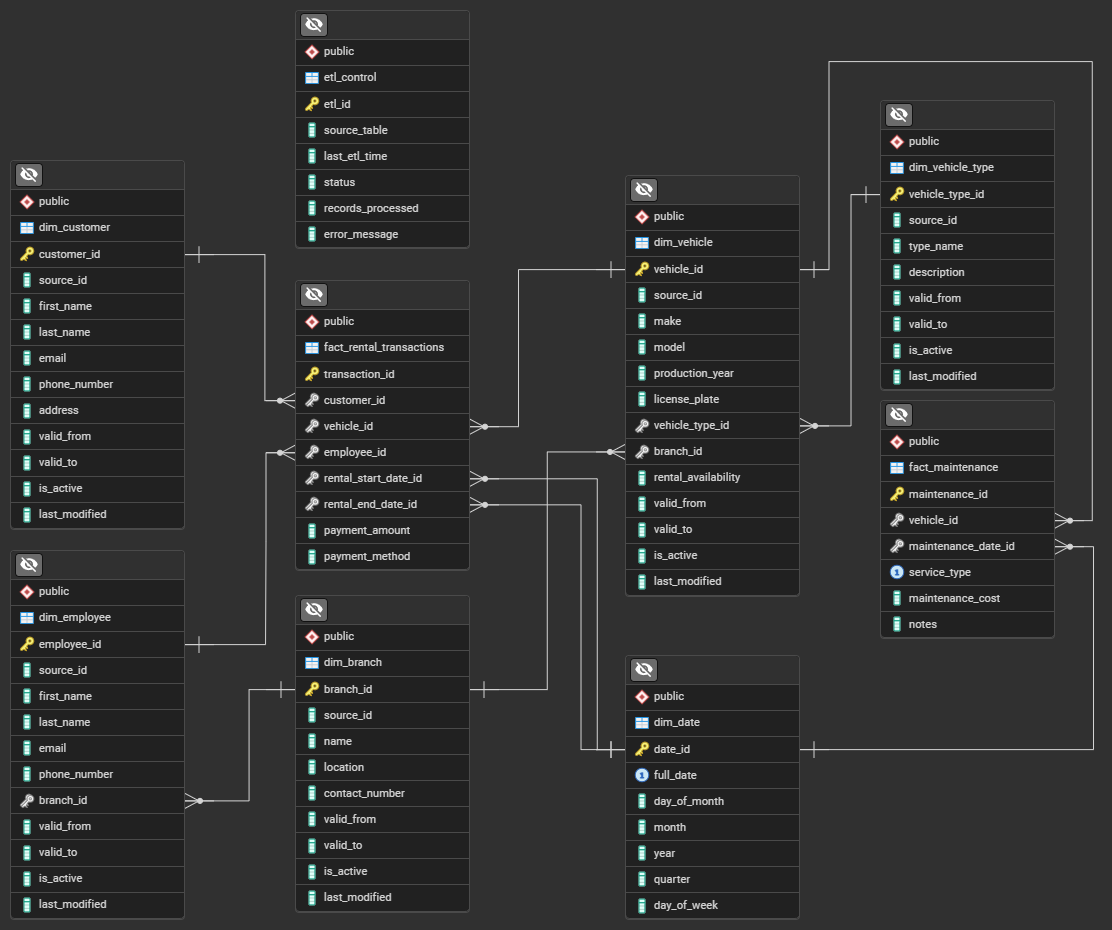 public
etl_control
etl_id
source_table
last_etl_time
status
records_processed
error_message
public
dim_customer
customer_id
source_id
first_name
last_name
email
phone_number
address
valid_from
valid_to
is_active
last_modified
public
fact_rental_transactions
transaction_id
customer_id
vehicle_id
employee_id
rental_start_date_id
rental_end_date_id
payment_amount
payment_method
public
dim_vehicle
vehicle_id
source_id
make
model
production_year
license_plate
vehicle_type_id
branch_id
rental_availability
valid_from
valid_to
is_active
last_modified
public
dim_vehicle_type
vehicle_type_id
source_id
type_name
description
valid_from
valid_to
is_active
last_modified
public
fact_maintenance
maintenance_id
vehicle_id
maintenance_date_id
1 service_type
maintenance_cost
notes
public
dim_employee
employee_id
source_id
first_name
last_name
email
phone_number
branch_id
valid_from
valid_to
is_active
last_modified
public
dim_branch
branch_id
source_id
name
location
contact_number
valid_from
valid_to
is_active
last_modified
public
dim_date
date_id
1 full_date
day_of_month
month
year
quarter
day_of_week